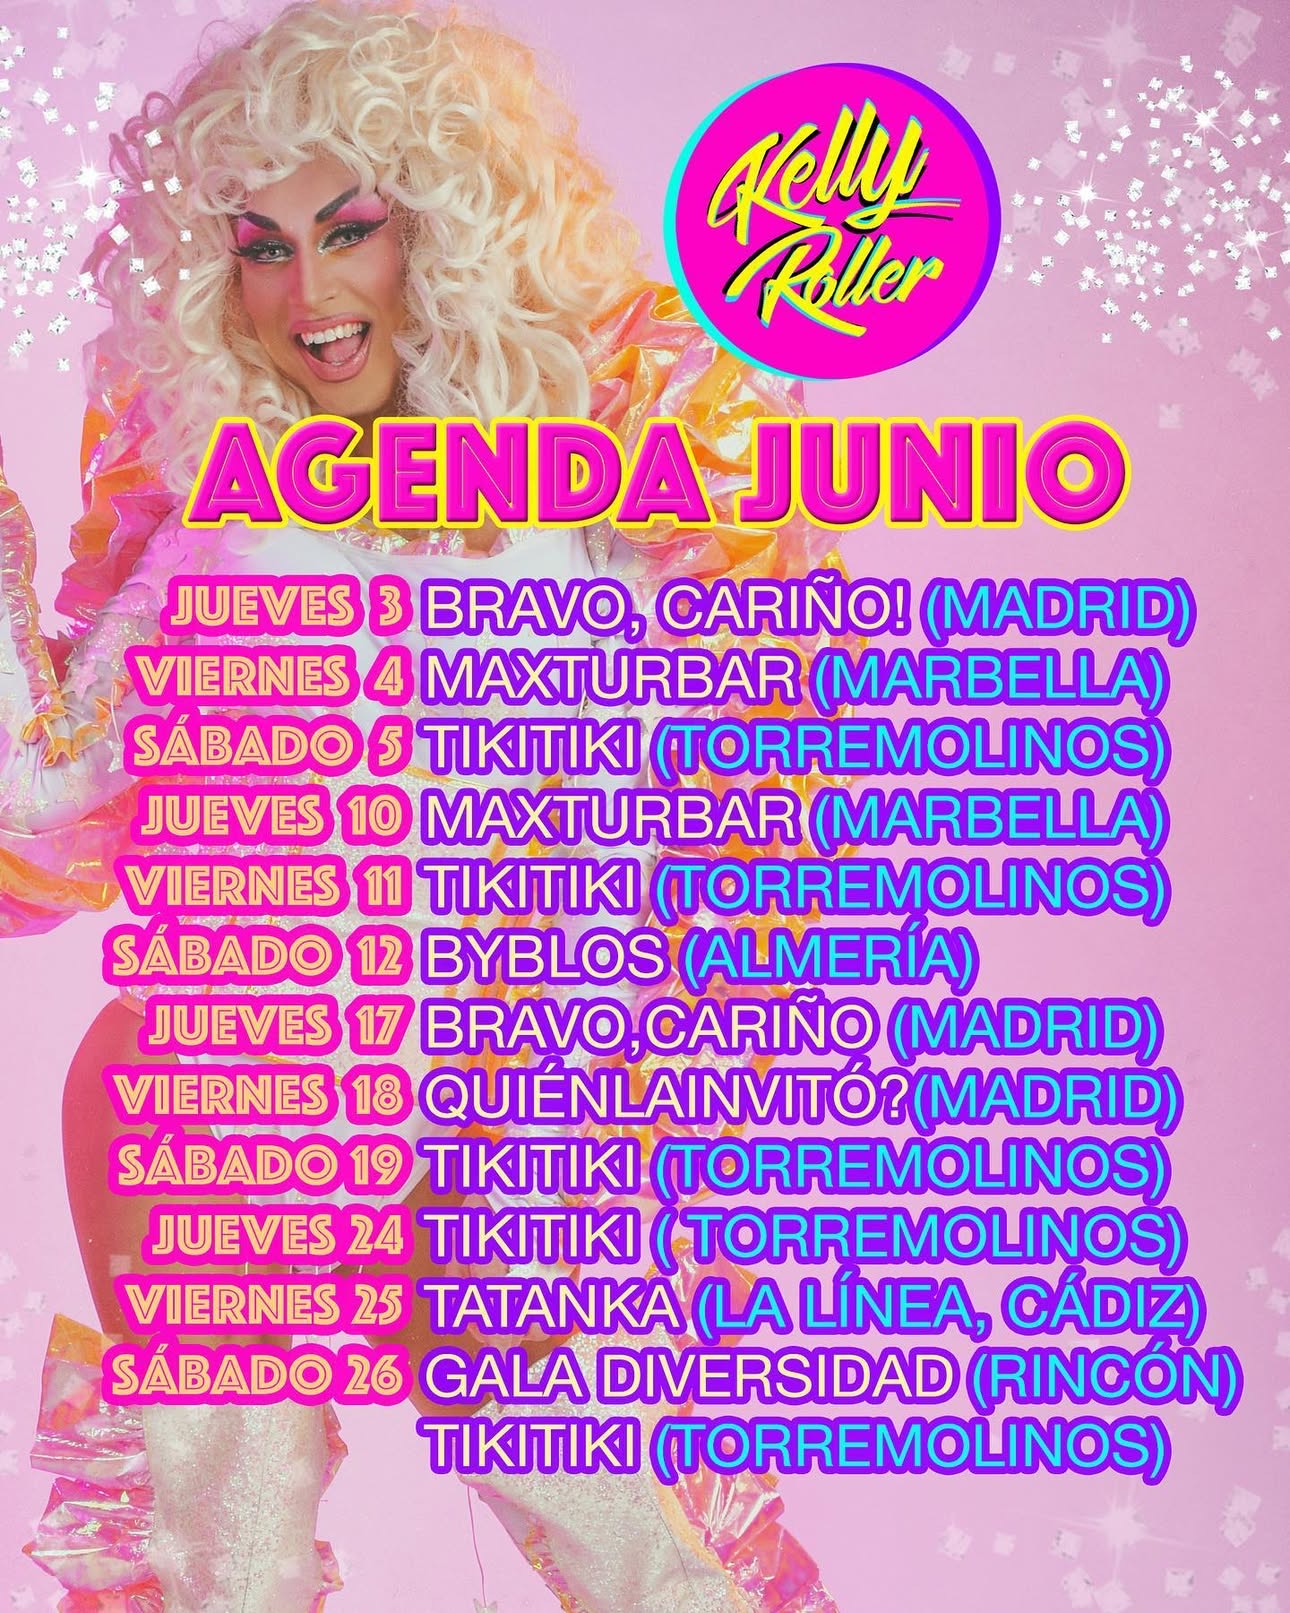 Kelly
Roller
AGENDA JUNIO
JUEVES 3 BRAVO, CARIÑO! (MADRID)
VIERNES 4 MAXTURBAR (MARBELLA)
SÁBADO 5 TIKITIKI (TORREMOLINOS)
JUEVES 10 MAXTURBAR (MARBELLA)
VIERNES 11 TIKITIKI (TORREMOLINOS)
SÁBADO 12 BYBLOS (ALMERÍA)
JUEVES 17 BRAVO,CARIÑO (MADRID)
VIERNES 18 QUIÉNLAINVITÓ?(MADRID)
SÁBADO 19 TIKITIKI (TORREMOLINOS)
JUEVES 24 TIKITIKI ( TORREMOLINOS)
VIERNES 25 TATANKA (LA LÍNEA, CÁDIZ)
SÁBADO 26 GALA DIVERSIDAD (RINCÓN)
TIKITIKI (TORREMOLINOS)